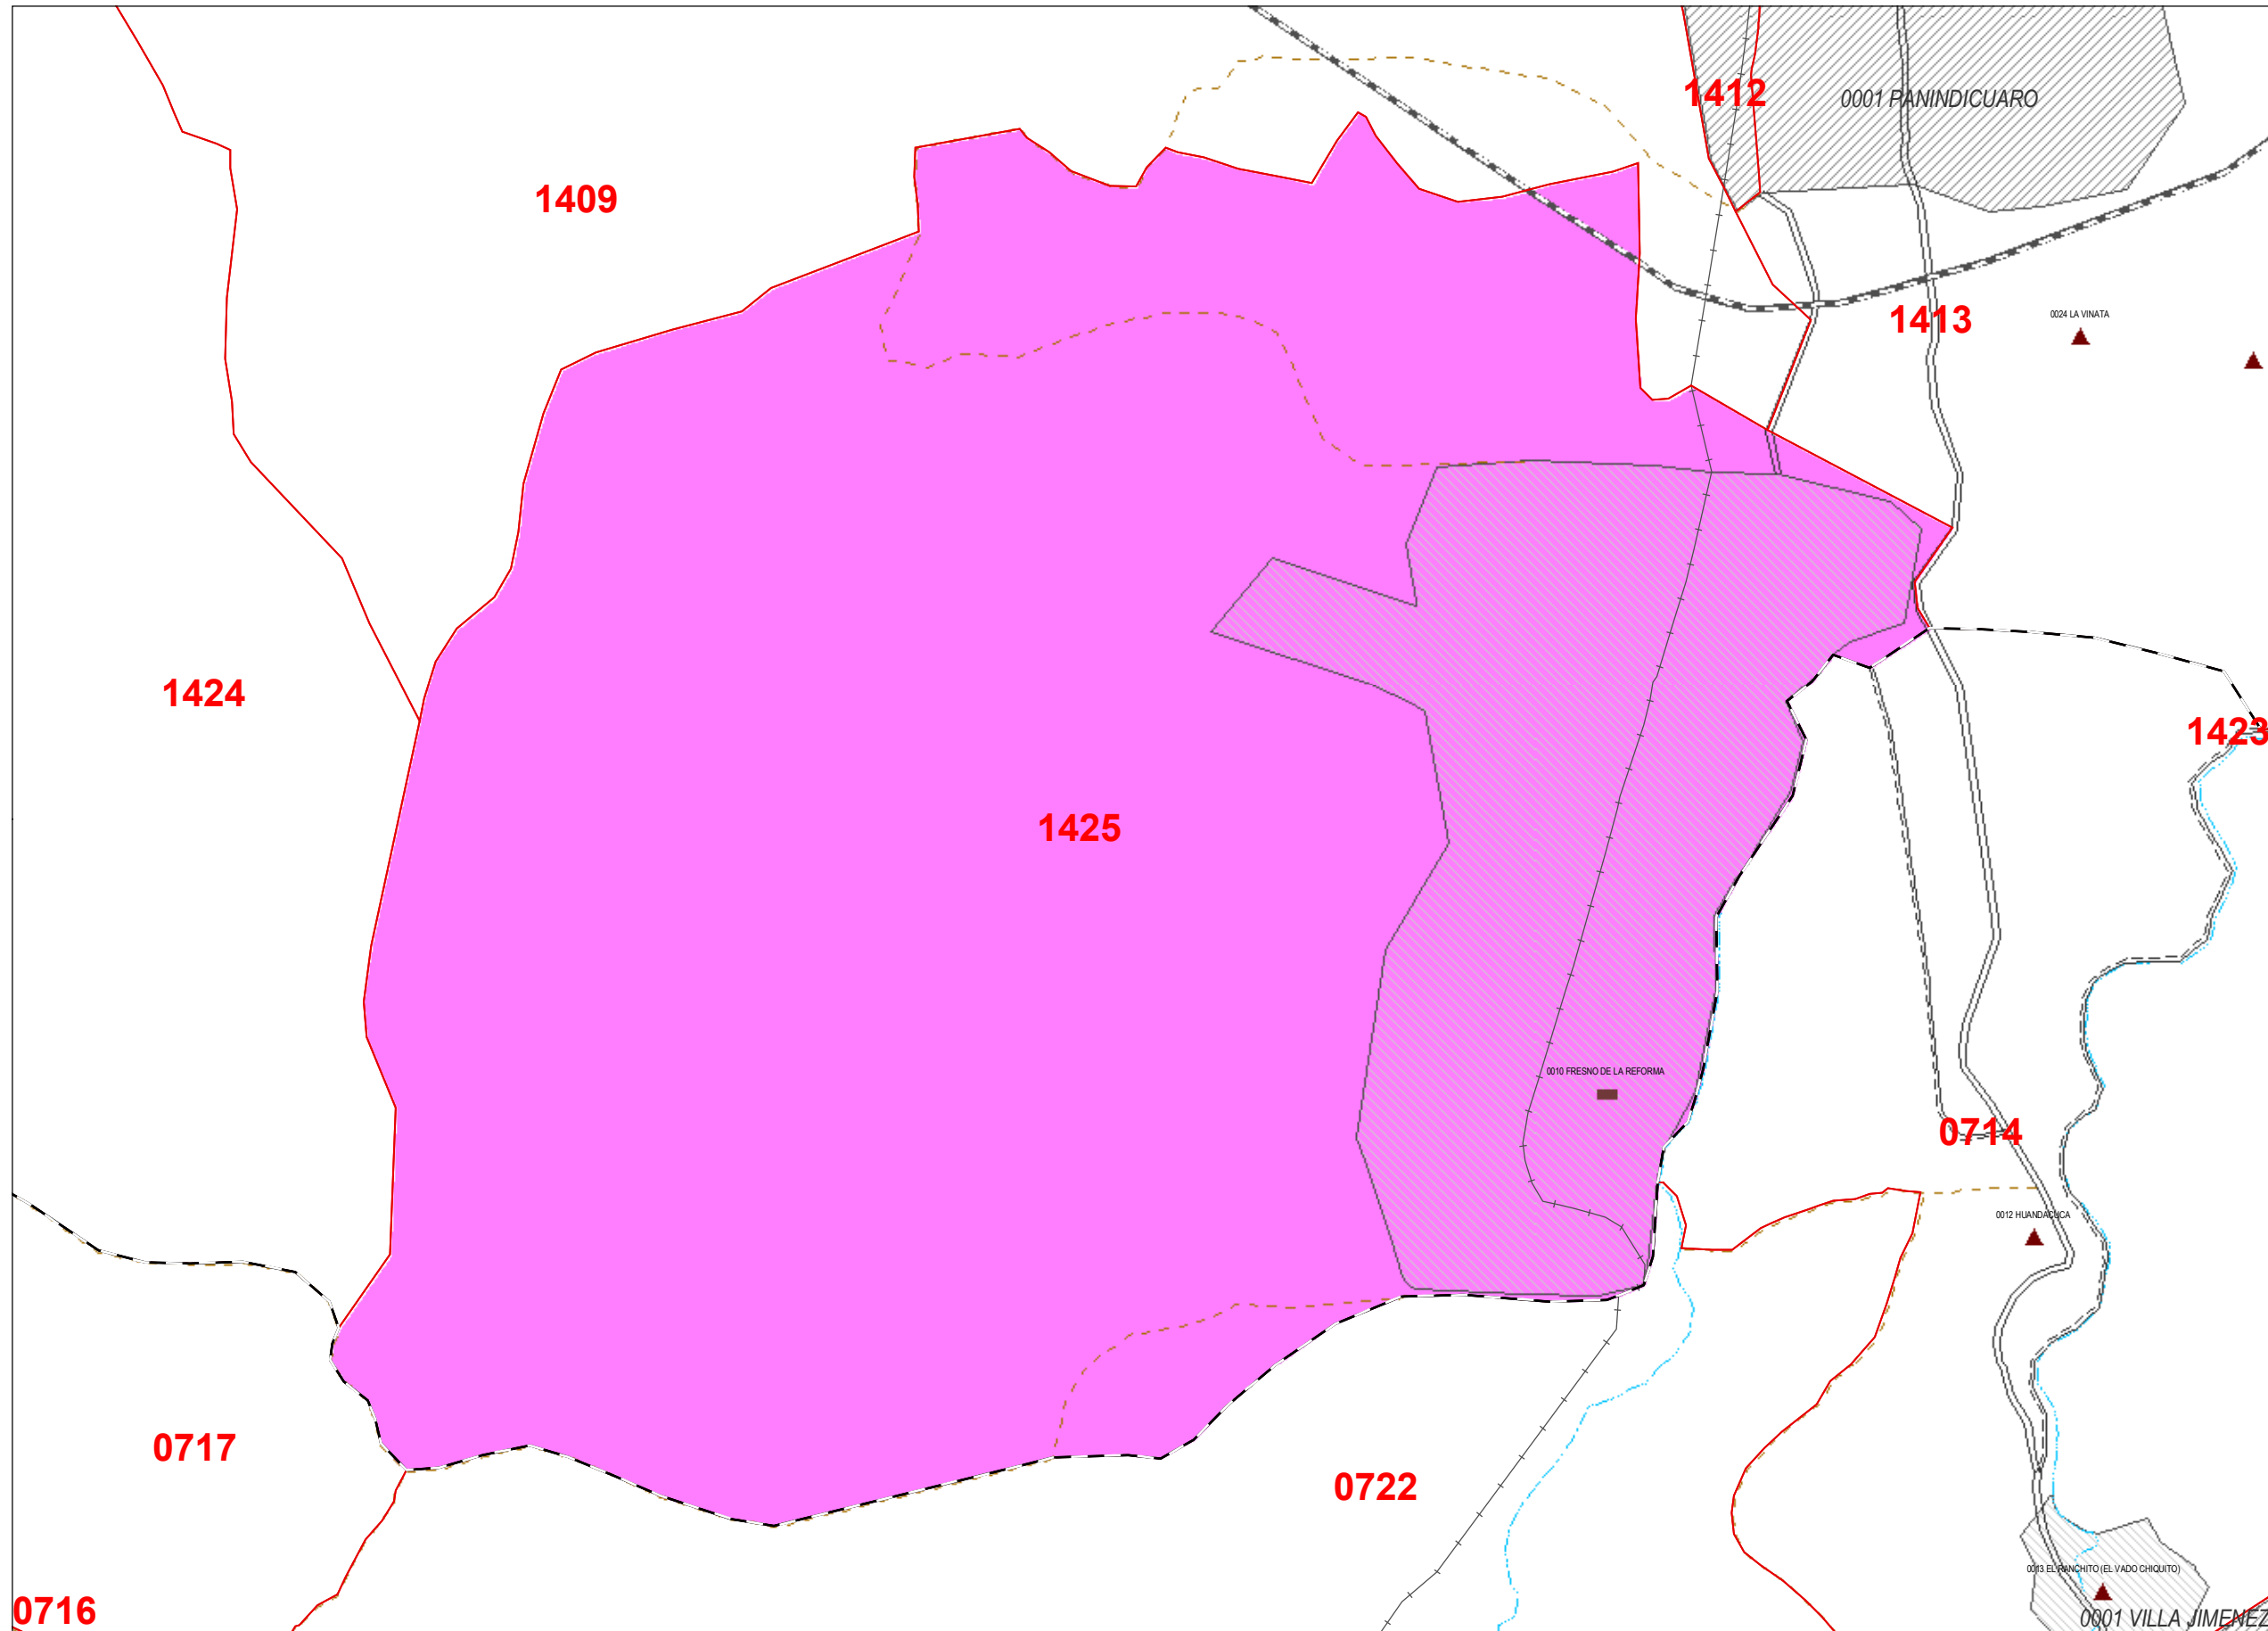 1412
0001 PANINDICUARO
1409
1413
0024 LA VINATA
1424
1423
1425
0010 FRESNO DE LA REFORMA
0714
0012 HUANDACUCA
0717
0722
0013 EL RANCHITO (EL VADO CHIQUITO)
0716
0001 VILLA JIMENEZ